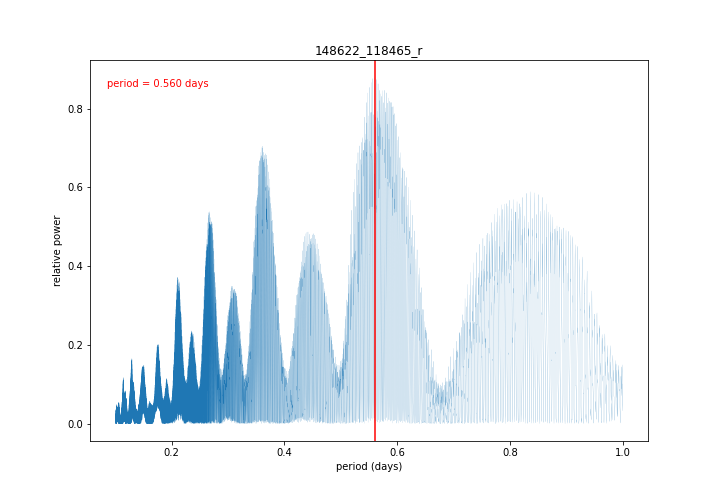 148622_118465_r
period = 0.560 days
relative power
0.8
0.6
0.4
0.2
0.0
0.2 0.4 0.6 0.8 1.0
period (days)